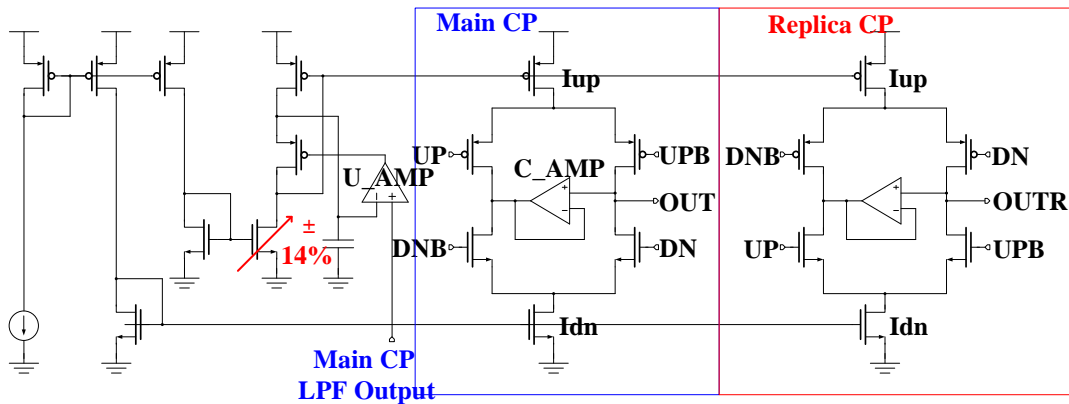 Main CP
Replica CP
Iup
Iup
UP
UPB
DNB
DN
U_AMP
C_AMP
OUT
OUTR
±
14%
DNB
DN
UP
UPB
Idn
Idn
Main CP
LPF Output